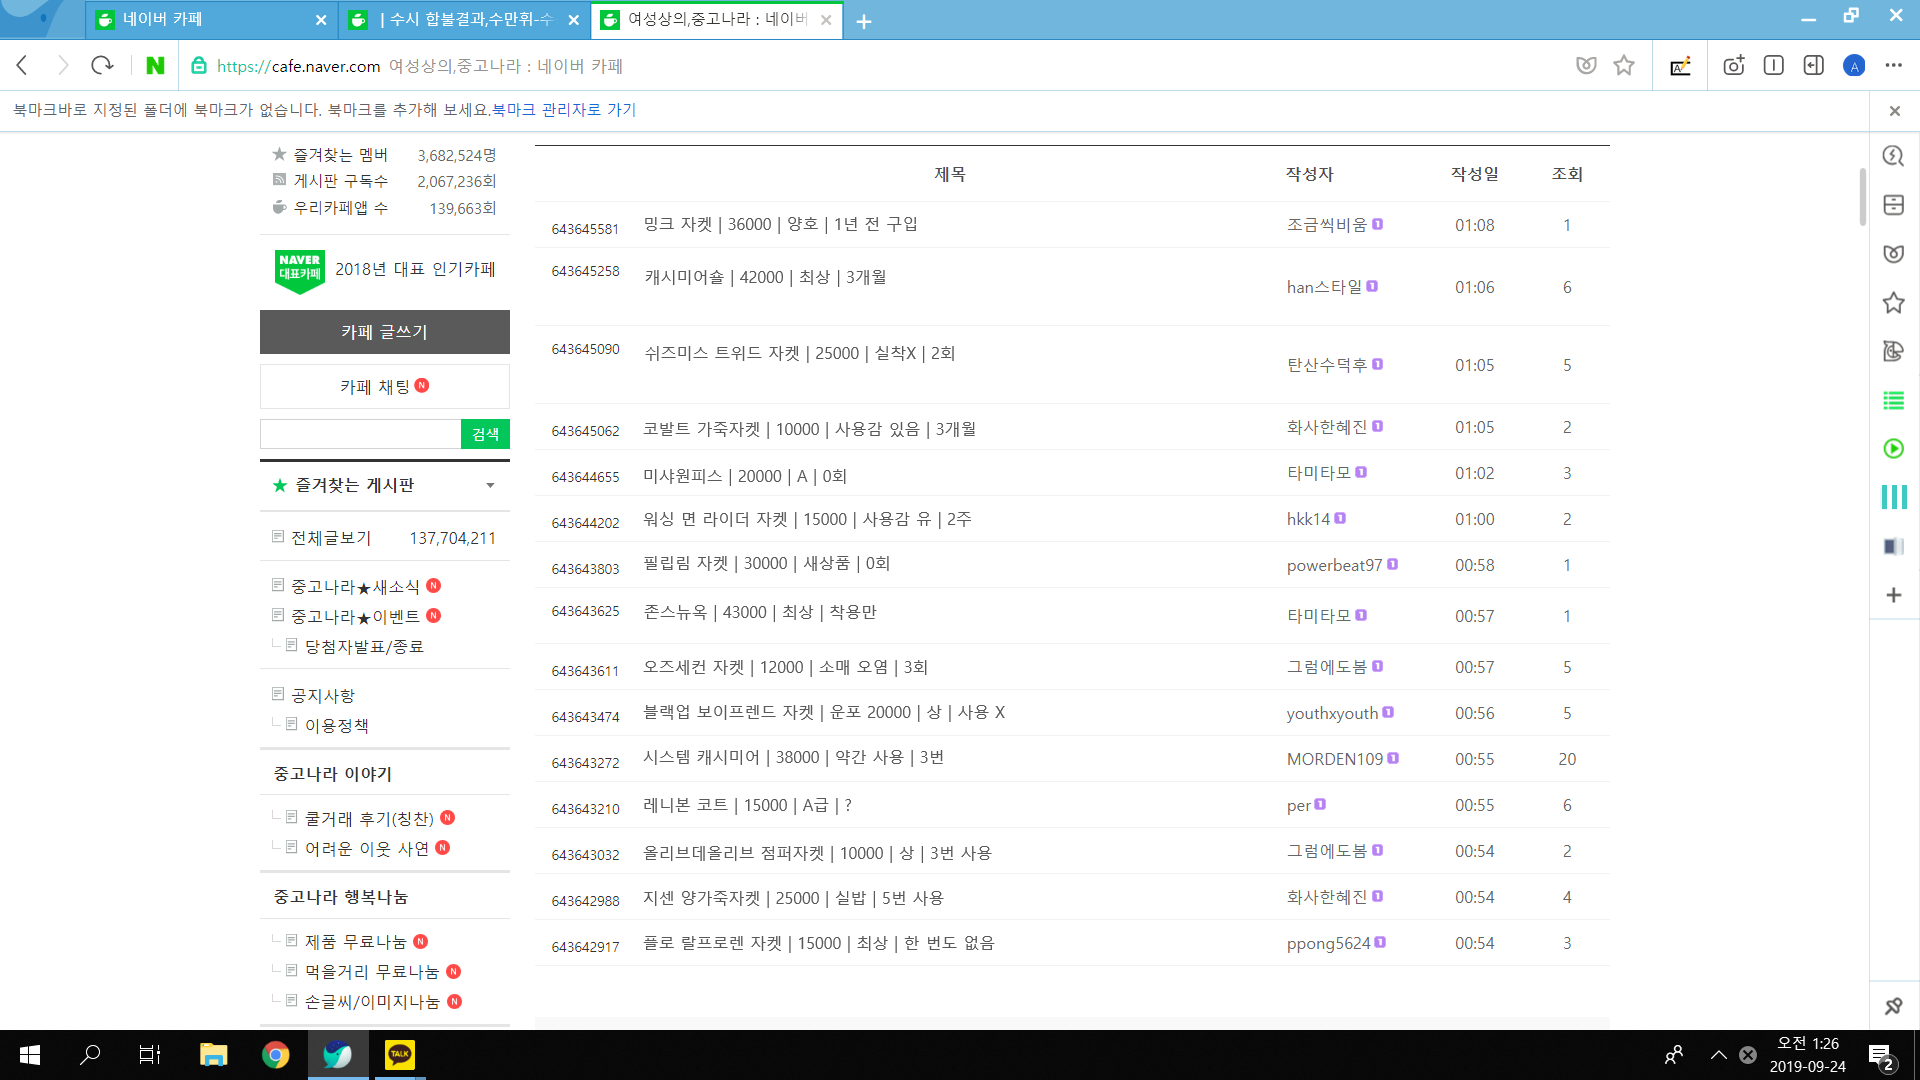 네이버 카페
| 수시 합불결과,수만휘-수
여성상의,중고나라 : 네이버
https://cafe.naver.com 여성상의,중고나라 : 네이버 카페
북마크바로 지정된 폴더에 북마크가 없습니다. 북마크를 추가해 보세요.북마크 관리자로 가기
즐겨찾는 멤버 3,682,524명
게시판 구독수 2,067,236회
우리카페앱 수 139,663회
NAVER 대표카페 2018년 대표 인기카페
카페 글쓰기
카페 채팅 N
검색
★ 즐겨찾는 게시판
전체글보기 137,704,211
중고나라★새소식 N
중고나라★이벤트 N
당첨자발표/종료
공지사항
이용정책
중고나라 이야기
쿨거래 후기(칭찬) N
어려운 이웃 사연 N
중고나라 행복나눔
제품 무료나눔 N
먹을거리 무료나눔 N
손글씨/이미지나눔 N
제목 작성자 작성일 조회
643645581 밍크 자켓 | 36000 | 양호 | 1년 전 구입 조금씩비움 1 01:08 1
643645258 캐시미어숄 | 42000 | 최상 | 3개월 han스타일 1 01:06 6
643645090 쉬즈미스 트위드 자켓 | 25000 | 실착X | 2회 탄산수덕후 1 01:05 5
643645062 코발트 가죽자켓 | 10000 | 사용감 있음 | 3개월 화사한혜진 1 01:05 2
643644655 미샤원피스 | 20000 | A | 0회 타미타모 1 01:02 3
643644202 워싱 면 라이더 자켓 | 15000 | 사용감 유 | 2주 hkk14 1 01:00 2
643643803 필립림 자켓 | 30000 | 새상품 | 0회 powerbeat97 1 00:58 1
643643625 존스뉴옥 | 43000 | 최상 | 착용만 타미타모 1 00:57 1
643643611 오즈세컨 자켓 | 12000 | 소매 오염 | 3회 그럼에도봄 1 00:57 5
643643474 블랙업 보이프렌드 자켓 | 운포 20000 | 상 | 사용 X youthxyouth 1 00:56 5
643643272 시스템 캐시미어 | 38000 | 약간 사용 | 3번 MORDEN109 1 00:55 20
643643210 레니본 코트 | 15000 | A급 | ? per 1 00:55 6
643643032 올리브데올리브 점퍼자켓 | 10000 | 상 | 3번 사용 그럼에도봄 1 00:54 2
643642988 지센 양가죽자켓 | 25000 | 실밥 | 5번 사용 화사한혜진 1 00:54 4
643642917 플로 랄프로렌 자켓 | 15000 | 최상 | 한 번도 없음 ppong5624 1 00:54 3
TALK
오전 1:26
2019-09-24
2